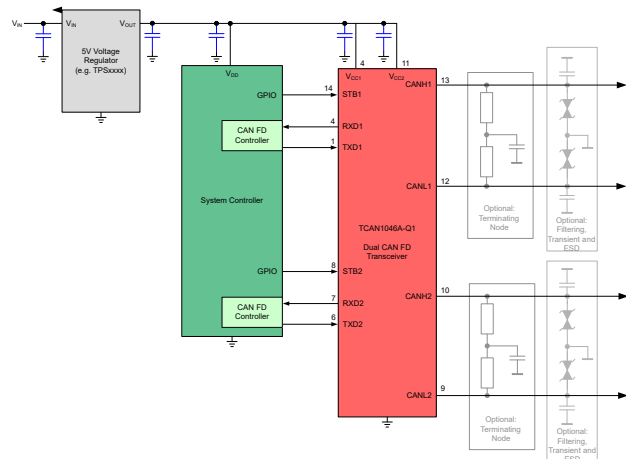 VIN
VIN
VOUT
5V Voltage
Regulator
(e.g. TPSxxxx)
VDD
4
11
VCC1
VCC2
GPIO
14
STB1
CANH1
13
CAN FD
Controller
4
RXD1
1
TXD1
System Controller
CANL1
12
TCAN1046A-Q1
Dual CAN FD
Transceiver
Optional:
Terminating
Node
Optional:
Filtering,
Transient and
ESD
GPIO
8
STB2
CANH2
10
CAN FD
Controller
7
RXD2
6
TXD2
CANL2
9
Optional:
Terminating
Node
Optional:
Filtering,
Transient and
ESD